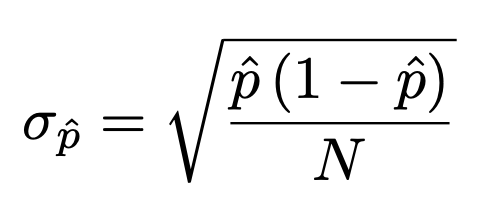 σ_p̂ = √(p̂ (1 − p̂) / N)